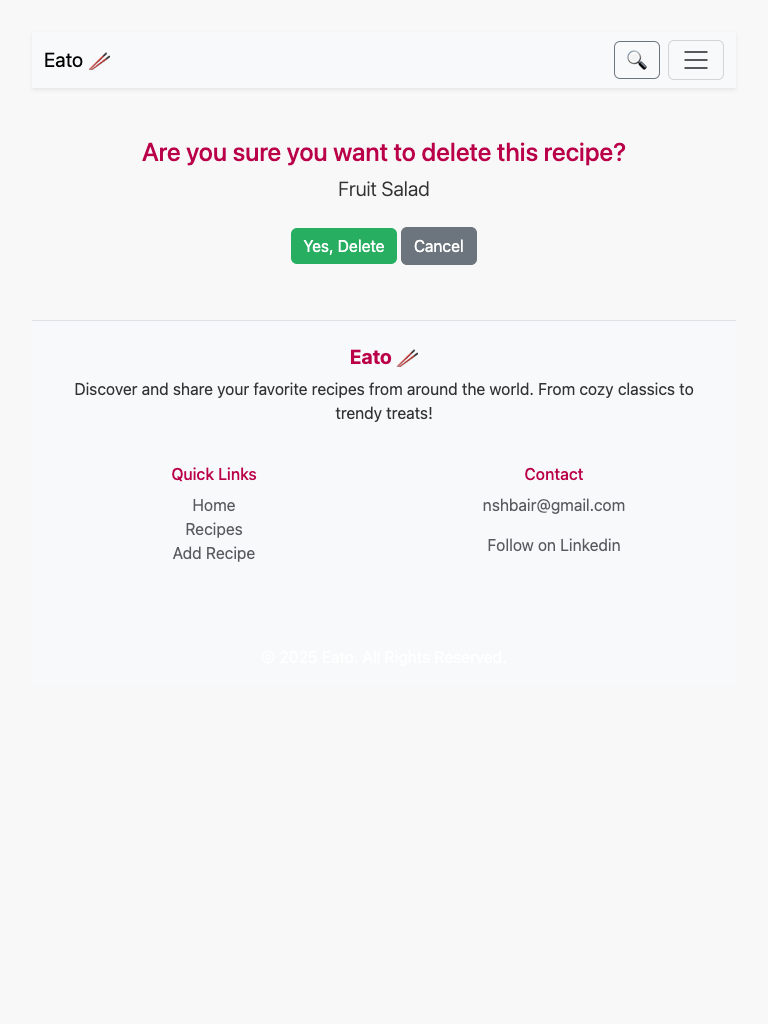 Eato 🥢
Are you sure you want to delete this recipe?
Fruit Salad
Yes, Delete Cancel
Eato 🥢
Discover and share your favorite recipes from around the world. From cozy classics to
trendy treats!
Quick Links
Home
Recipes
Add Recipe
Contact
nshbair@gmail.com
Follow on Linkedin
© 2025 Eato. All Rights Reserved.